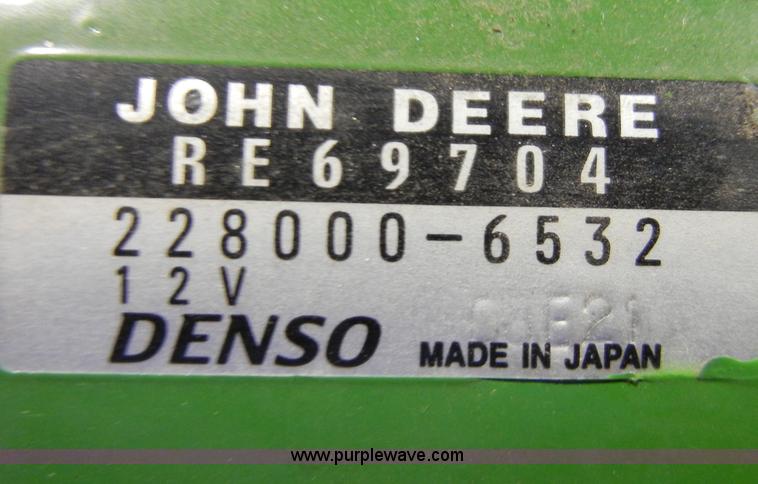 JOHN DEERE
RE69704
228000-6532
12V
DENSO MADE IN JAPAN
www.purplewave.com